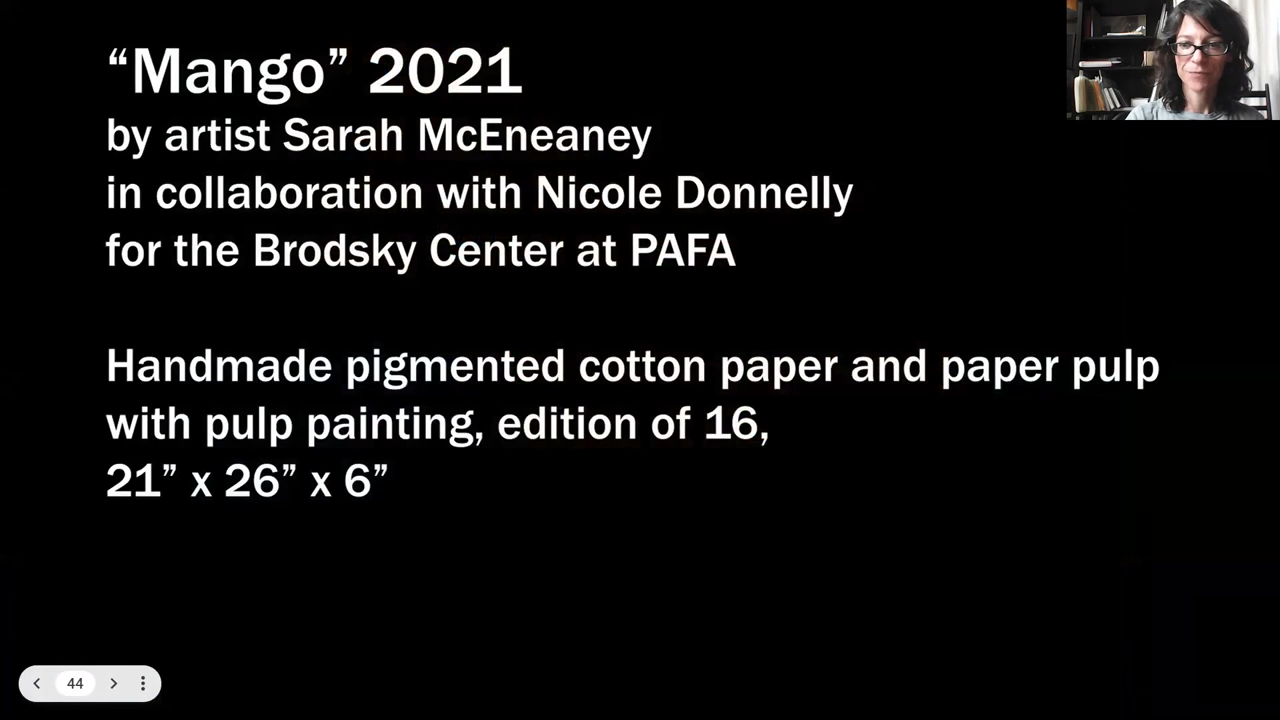 “Mango” 2021
by artist Sarah McEneaney
in collaboration with Nicole Donnelly
for the Brodsky Center at PAFA
Handmade pigmented cotton paper and paper pulp
with pulp painting, edition of 16,
21” x 26” x 6”
44